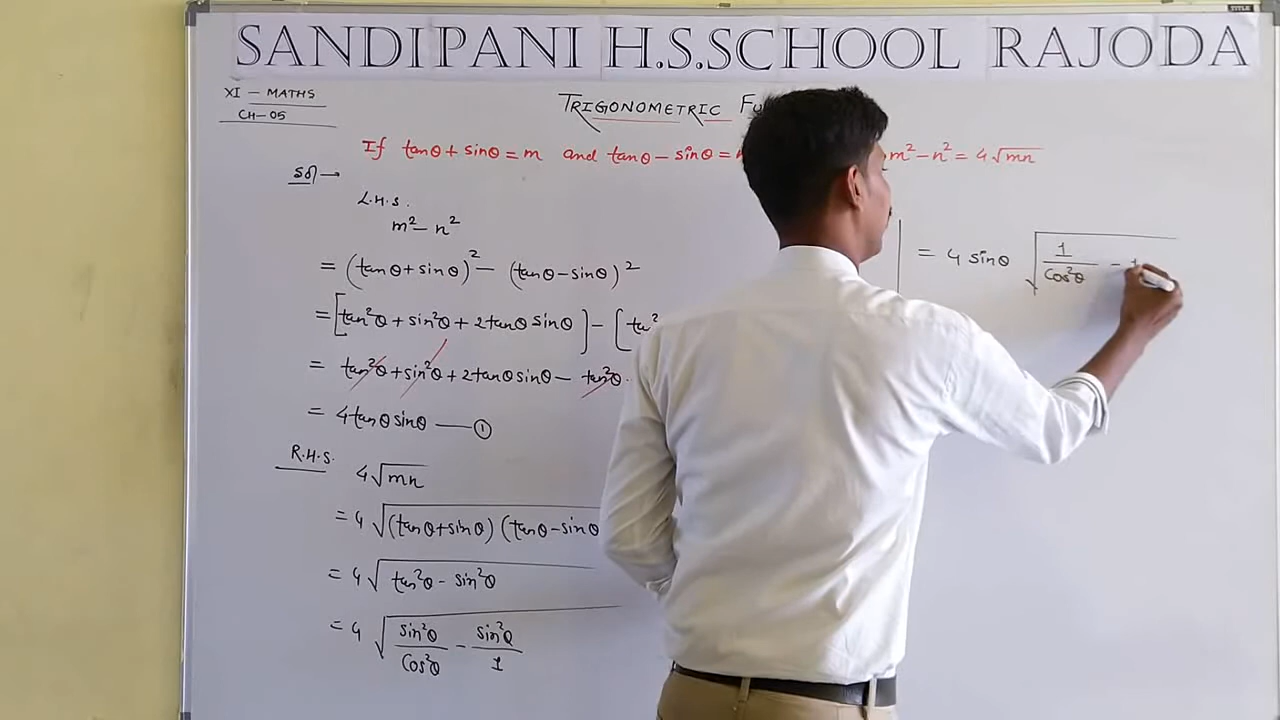 TITLE
SANDIPANI H.S.SCHOOL RAJODA
XI - MATHS
CH-05
TRIGONOMETRIC
If tanθ + sinθ = m and tanθ - sinθ = m² - n² = 4√mn
Sol →
L.H.S.
m² - n²
= (tanθ + sinθ)² - (tanθ - sinθ)²
= [tan²θ + sin²θ + 2tanθ sinθ] - [ta²
= tan²θ + sin²θ + 2tanθ sinθ - tan²θ
= 4tanθ sinθ —— ①
R.H.S. 4√mn
= 4√(tanθ + sinθ) (tanθ - sinθ
= 4√tan²θ - sin²θ
= 4√sin²θ/cos²θ - sin²θ/1
= 4 sinθ √1/cos²θ -